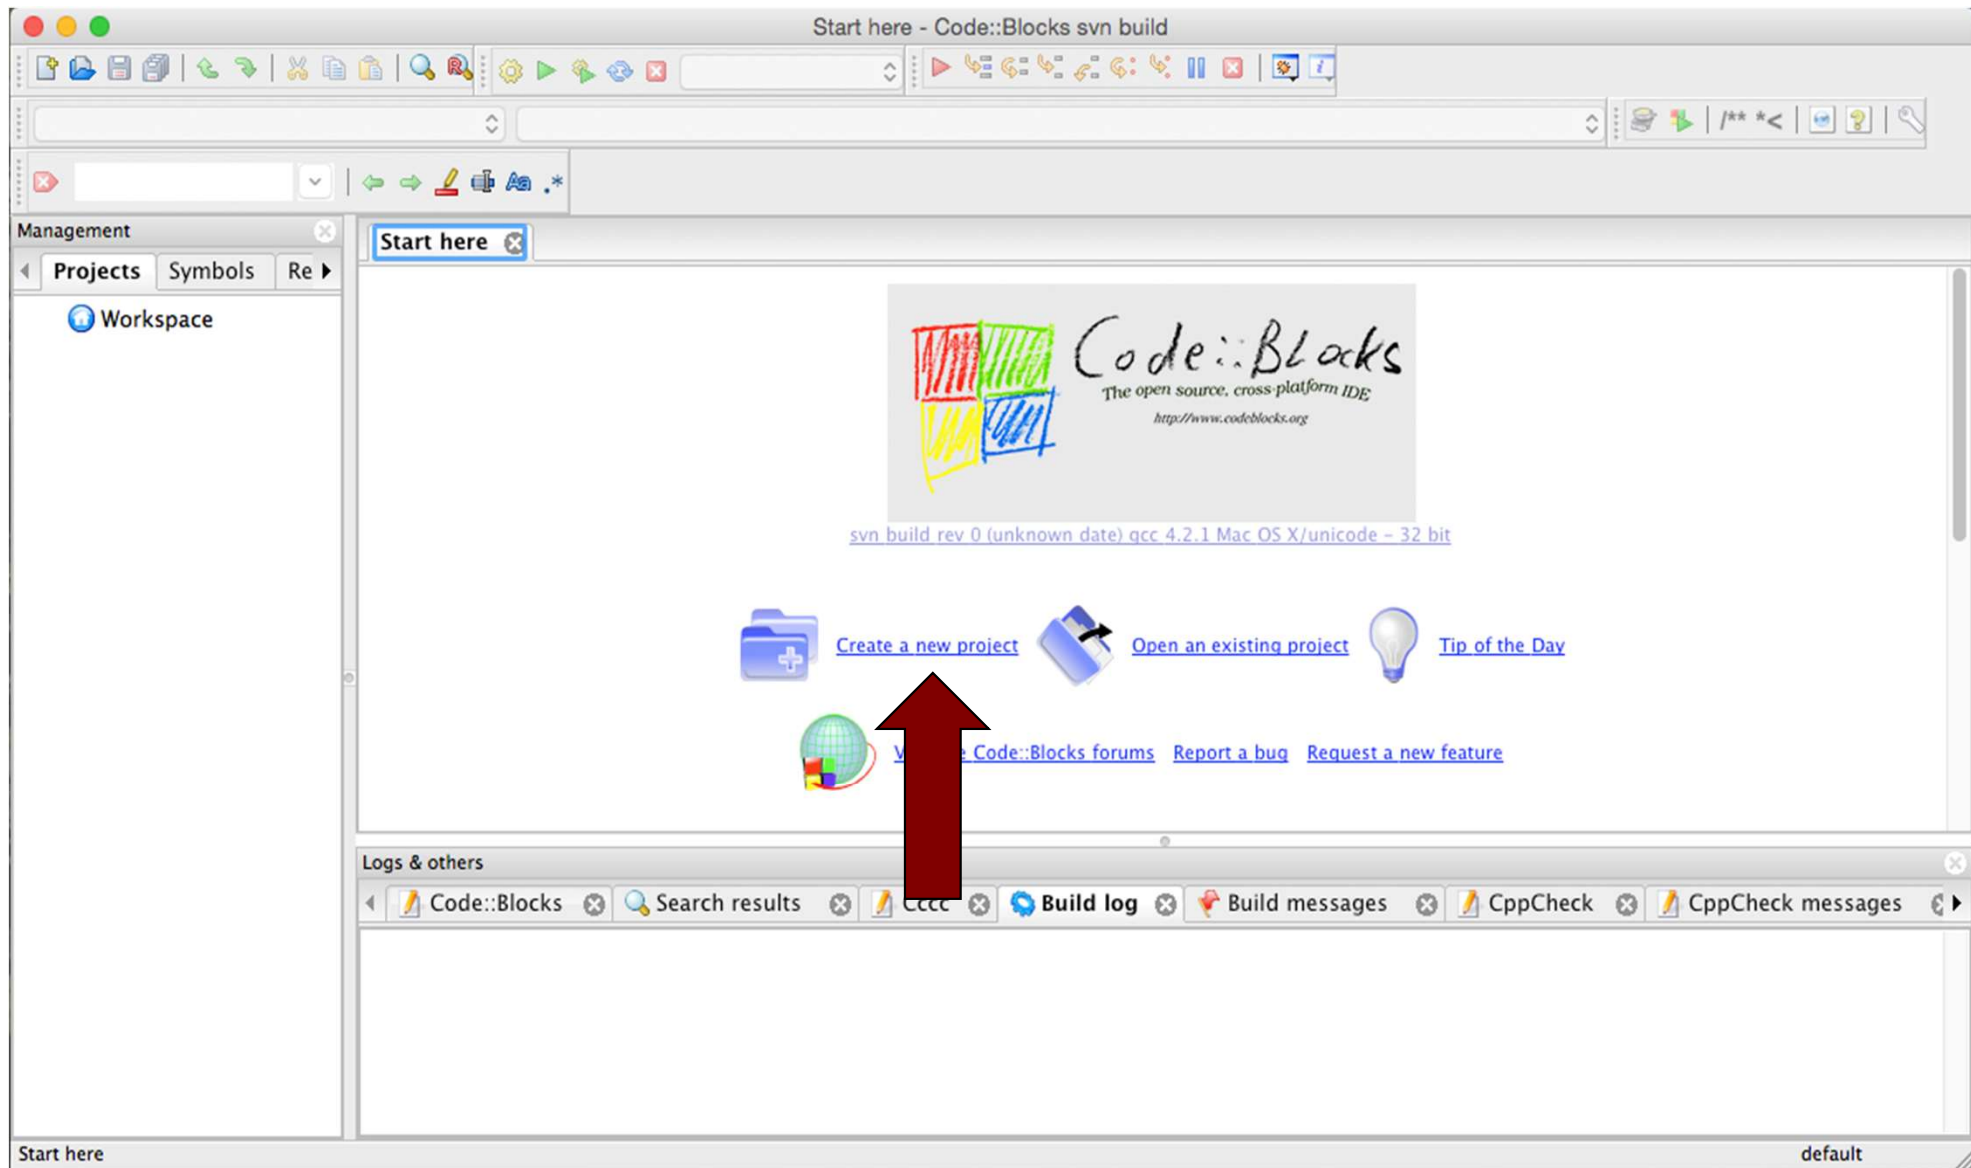 Start here - Code::Blocks svn build
/** *<
Aa .*
Management
Start here
Projects Symbols Re
Workspace
Code::Blocks
The open source, cross-platform IDE
http://www.codeblocks.org
svn build rev 0 (unknown date) gcc 4.2.1 Mac OS X/unicode - 32 bit
Create a new project Open an existing project Tip of the Day
Code::Blocks forums Report a bug Request a new feature
Logs & others
Code::Blocks Search results Cccc Build log Build messages CppCheck CppCheck messages
Start here default